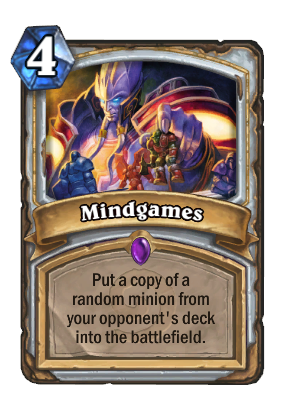 4
Mindgames
Put a copy of a
random minion from
your opponent's deck
into the battlefield.